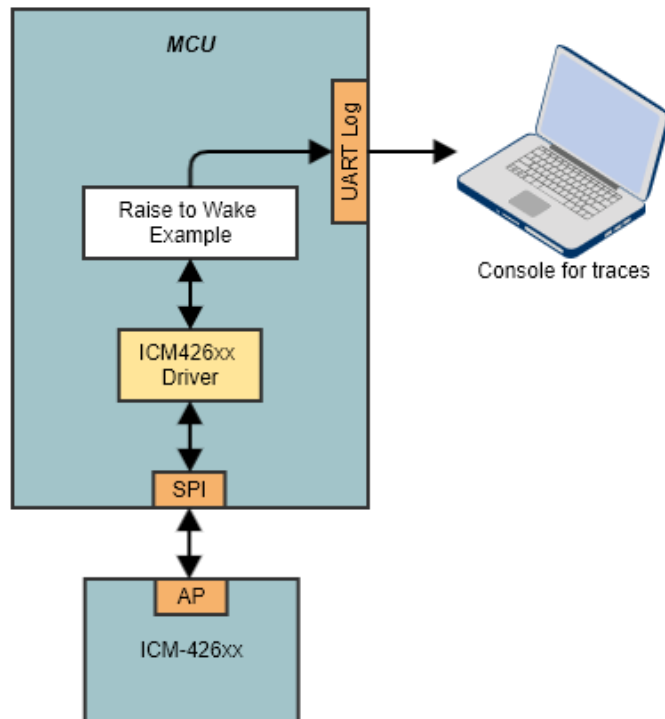 MCU
UART Log
Raise to Wake
Example
Console for traces
ICM426xx
Driver
SPI
AP
ICM-426xx